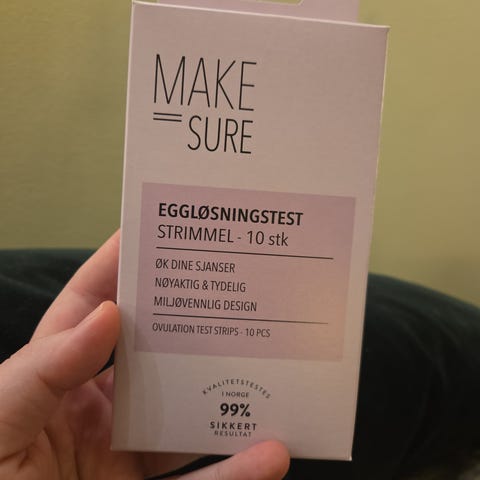 MAKE
SURE
EGGLØSNINGSTEST
STRIMMEL - 10 stk
ØK DINE SJANSER
NØYAKTIG & TYDELIG
MILJØVENNLIG DESIGN
OVULATION TEST STRIPS - 10 PCS
KVALITETSTESTES
I NORGE
99%
SIKKERT
RESULTAT